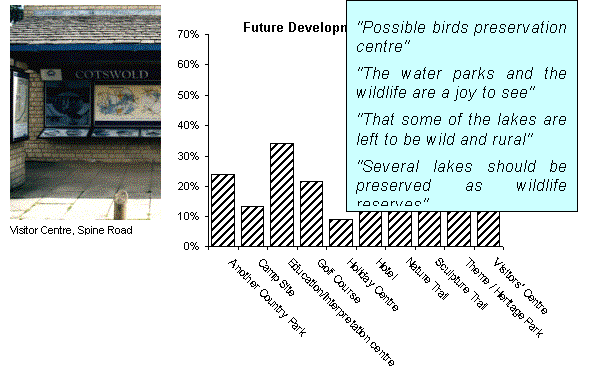 COTSWOLD
Visitor Centre, Spine Road
Future Developm
70%
60%
50%
40%
30%
20%
10%
0%
Another Country Park
Camp Site
Education/Interpretation centre
Golf Course
Holiday Centre
Hotel
Nature Trail
Sculpture Trail
Theme / Heritage Park
Visitors' Centre
"Possible birds preservation
centre"
"The water parks and the
wildlife are a joy to see"
"That some of the lakes are
left to be wild and rural"
"Several lakes should be
preserved as wildlife
reserves"